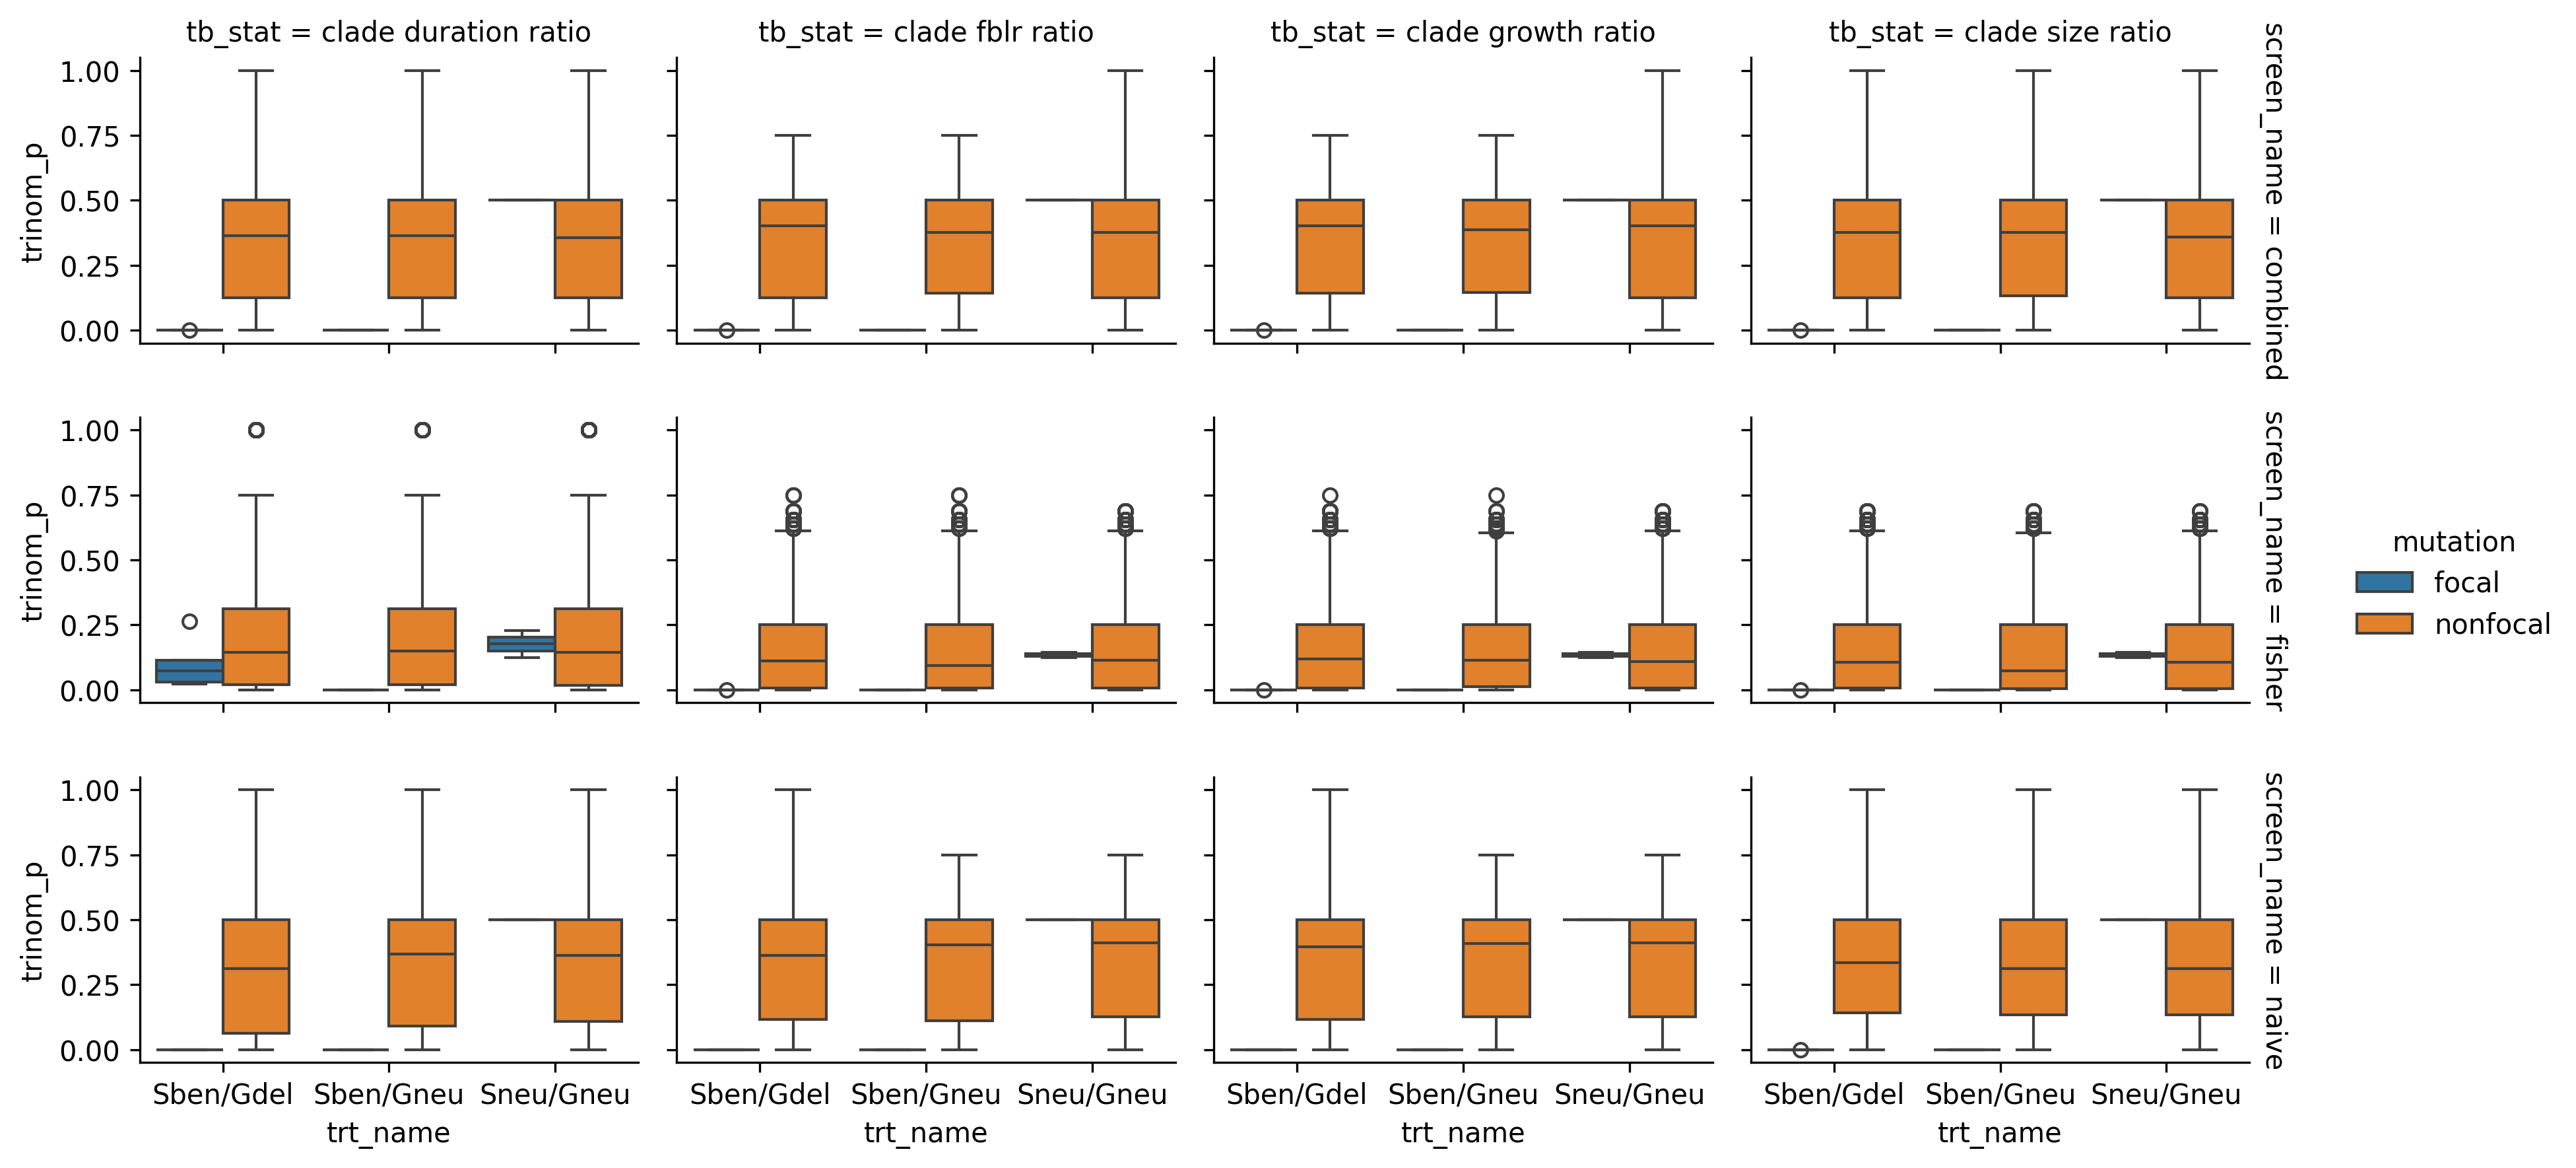 tb_stat = clade duration ratio
tb_stat = clade fblr ratio
tb_stat = clade growth ratio
tb_stat = clade size ratio
trinom_p
1.00
0.75
0.50
0.25
0.00
screen_name = combined
trinom_p
1.00
0.75
0.50
0.25
0.00
screen_name = fisher
mutation
focal
nonfocal
trinom_p
1.00
0.75
0.50
0.25
0.00
screen_name = naive
Sben/Gdel Sben/Gneu Sneu/Gneu
trt_name
Sben/Gdel Sben/Gneu Sneu/Gneu
trt_name
Sben/Gdel Sben/Gneu Sneu/Gneu
trt_name
Sben/Gdel Sben/Gneu Sneu/Gneu
trt_name